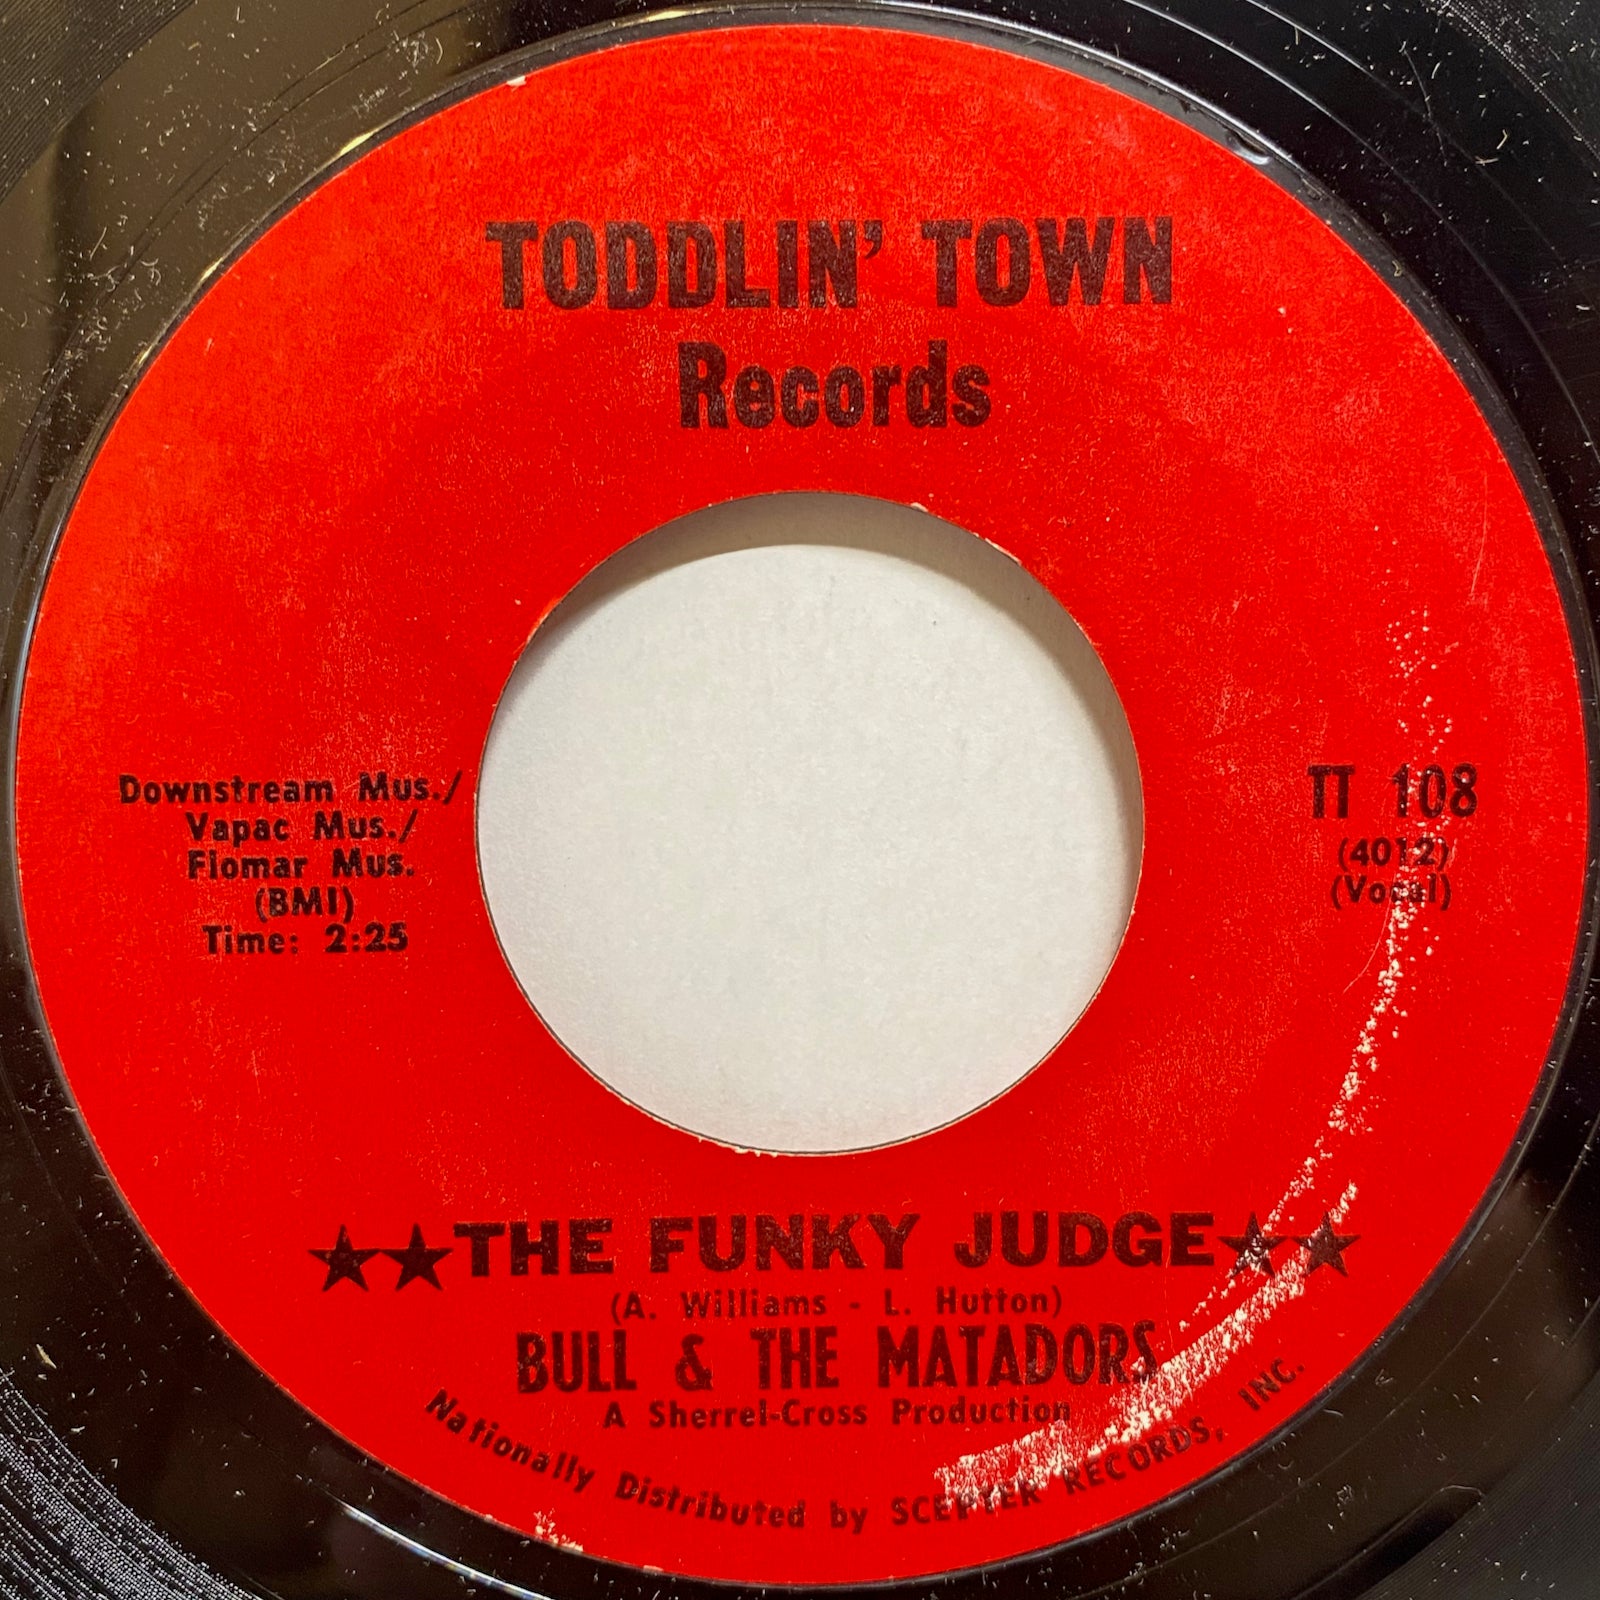 TODDLIN' TOWN
Records
Downstream Mus./
Vapac Mus./
Flomar Mus.
(BMI)
Time: 2:25
TT 108
(4012)
(Vocal)
★★THE FUNKY JUDGE★★
(A. Williams - L. Hutton)
BULL & THE MATADORS
A Sherrel-Cross Production
Nationally Distributed by SCEPTER RECORDS, INC.